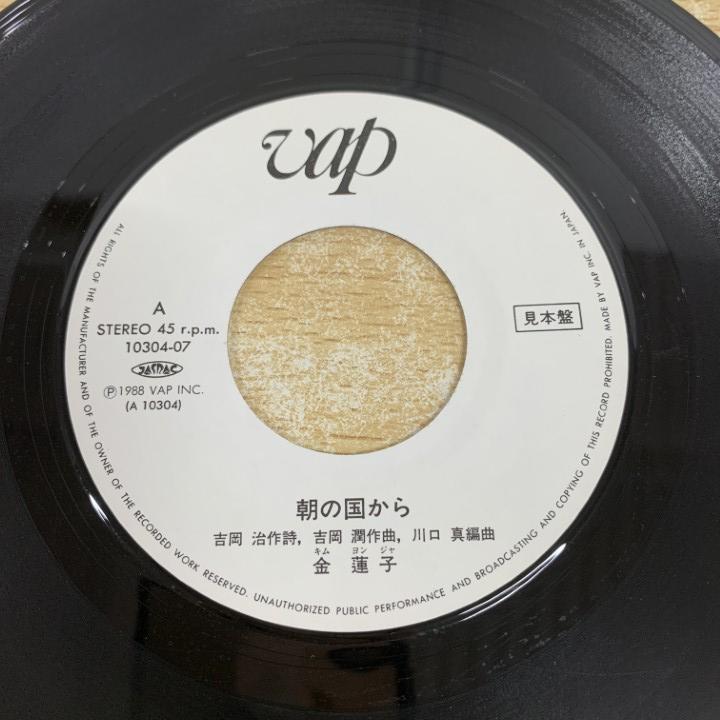 vap
A
STEREO 45 r.p.m.
10304-07
JASRAC
Ⓟ1988 VAP INC.
(A 10304)
見本盤
朝の国から
吉岡 治作詩, 吉岡 潤作曲, 川口 真編曲
キム ヨン ジャ
金 蓮 子
ALL RIGHTS OF THE MANUFACTURER AND OF THE OWNER OF THE RECORDED WORK RESERVED. UNAUTHORIZED PUBLIC PERFORMANCE AND BROADCASTING AND COPYING OF THIS RECORD PROHIBITED. MADE BY VAP INC. IN JAPAN.